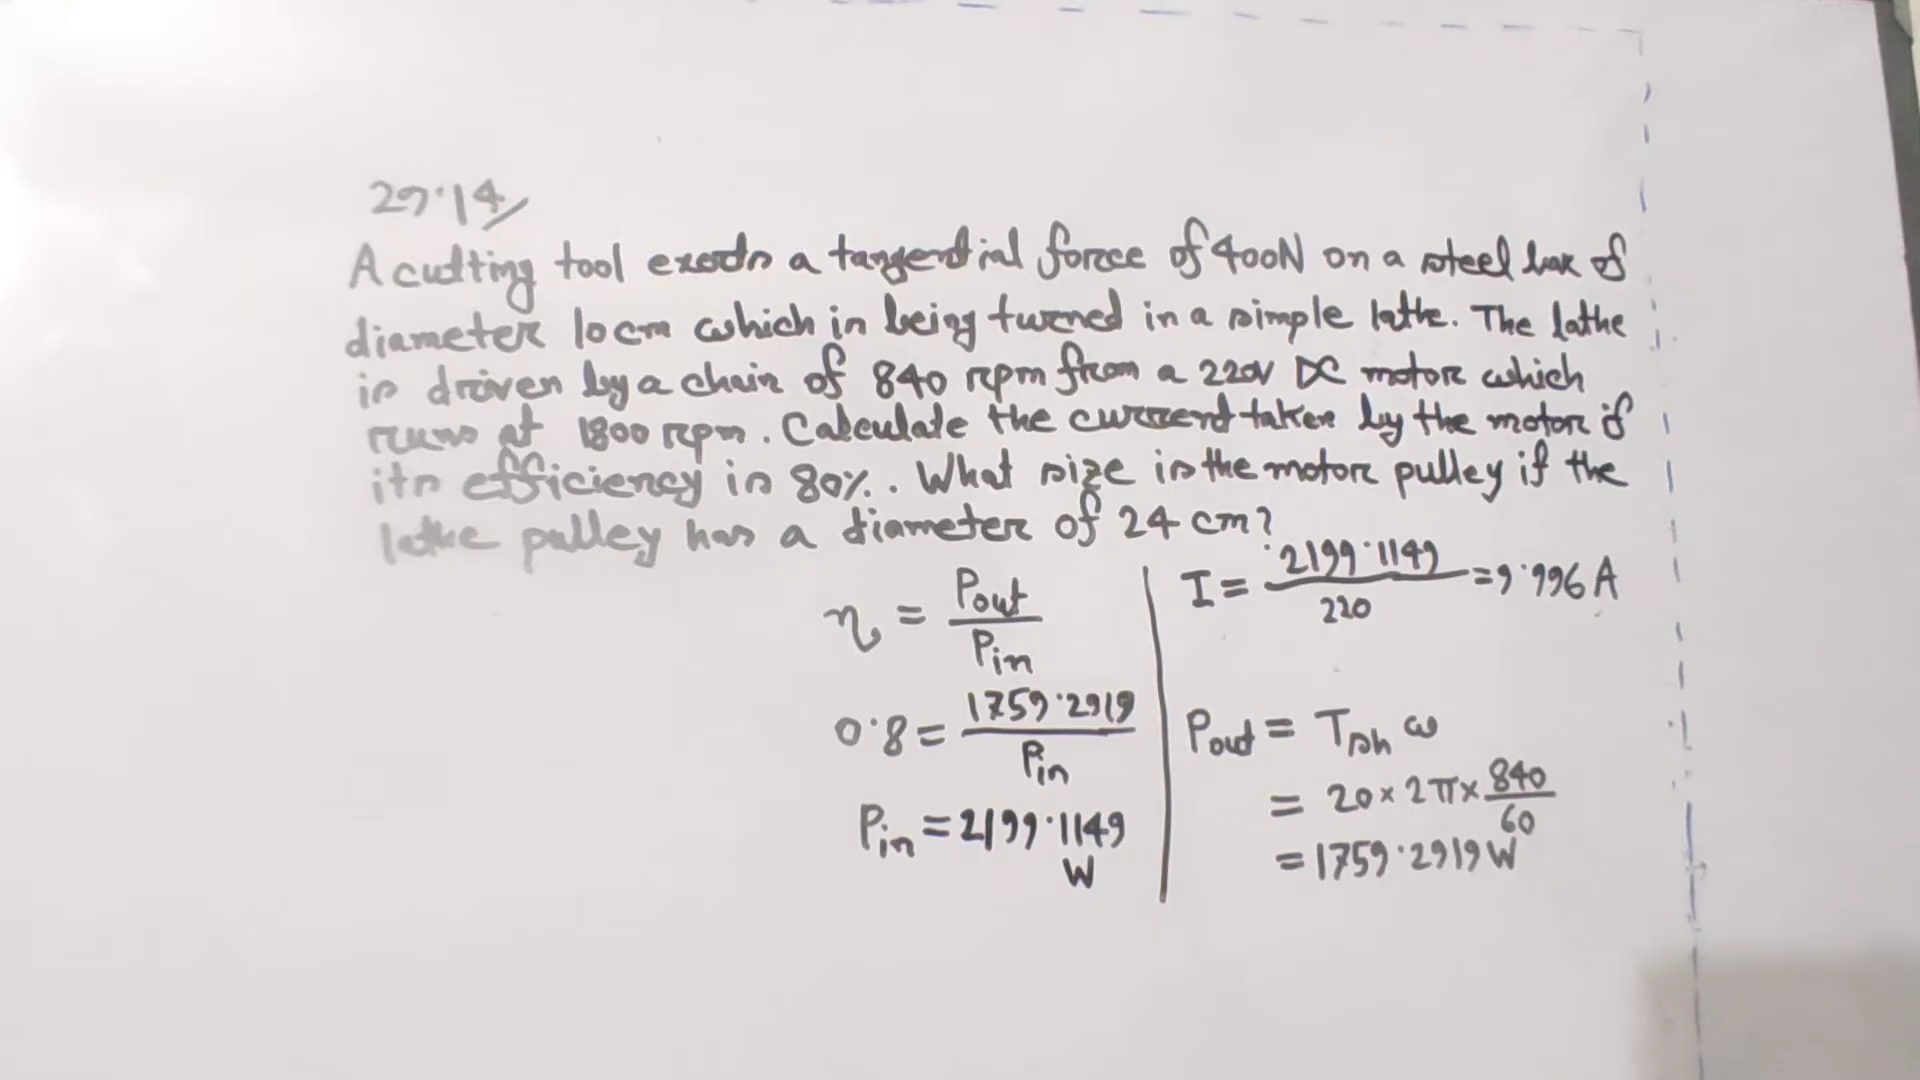 29.14/
A cutting tool exerts a tangential force of 400N on a steel bar of
diameter 10cm which is being turned in a simple lathe. The lathe
is driven by a chain of 840 rpm from a 220V DC motor which
runs at 1800 rpm. Calculate the current taken by the motor if
its efficiency is 80%. What size is the motor pulley if the
lathe pulley has a diameter of 24 cm?
η = Pout / Pin
0.8 = 1759.2919 / Pin
Pin = 2199.1149
W
I = 2199.1149 / 220 = 9.996 A
Pout = Tsh ω
= 20 × 2π × 840 / 60
= 1759.2919 W